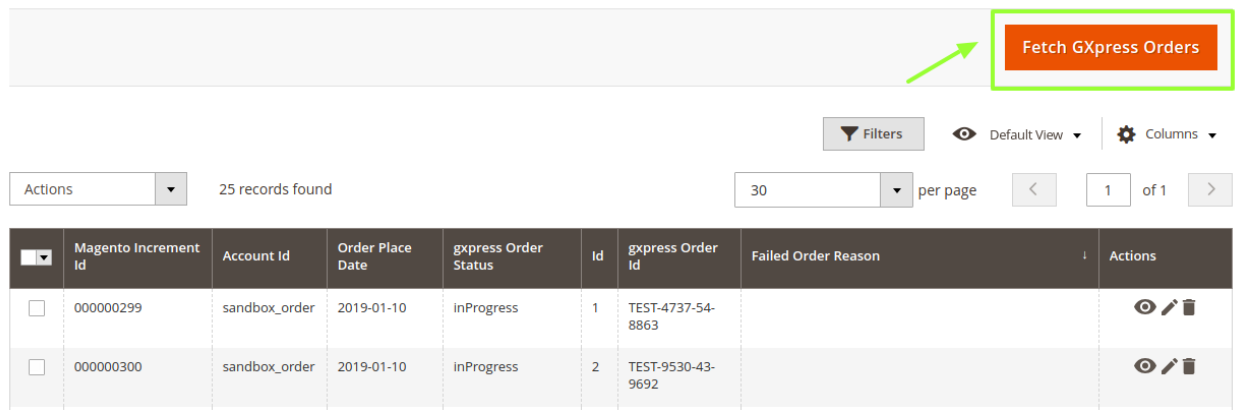 Fetch GXpress Orders
Filters Default View Columns
Actions 25 records found 30 per page 1 of 1
Magento Increment Id Account Id Order Place Date gxpress Order Status Id gxpress Order Id Failed Order Reason ↓ Actions
000000299 sandbox_order 2019-01-10 inProgress 1 TEST-4737-54-
8863
000000300 sandbox_order 2019-01-10 inProgress 2 TEST-9530-43-
9692